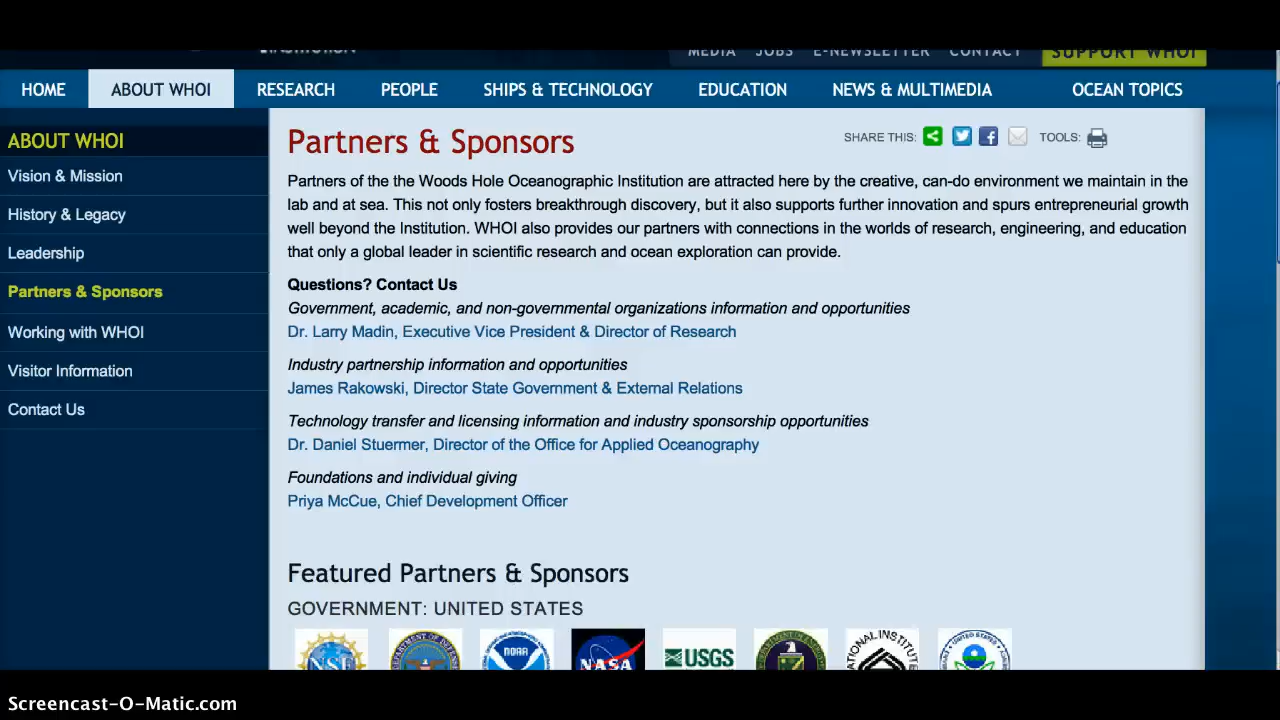 INSTITUTION
MEDIA JOBS E-NEWSLETTER CONTACT SUPPORT WHOI
HOME ABOUT WHOI RESEARCH PEOPLE SHIPS & TECHNOLOGY EDUCATION NEWS & MULTIMEDIA OCEAN TOPICS
ABOUT WHOI
Vision & Mission
History & Legacy
Leadership
Partners & Sponsors
Working with WHOI
Visitor Information
Contact Us
Partners & Sponsors
SHARE THIS: TOOLS:
Partners of the the Woods Hole Oceanographic Institution are attracted here by the creative, can-do environment we maintain in the
lab and at sea. This not only fosters breakthrough discovery, but it also supports further innovation and spurs entrepreneurial growth
well beyond the Institution. WHOI also provides our partners with connections in the worlds of research, engineering, and education
that only a global leader in scientific research and ocean exploration can provide.
Questions? Contact Us
Government, academic, and non-governmental organizations information and opportunities
Dr. Larry Madin, Executive Vice President & Director of Research
Industry partnership information and opportunities
James Rakowski, Director State Government & External Relations
Technology transfer and licensing information and industry sponsorship opportunities
Dr. Daniel Stuermer, Director of the Office for Applied Oceanography
Foundations and individual giving
Priya McCue, Chief Development Officer
Featured Partners & Sponsors
GOVERNMENT: UNITED STATES
NSF
NOAA
NASA
USGS
UNITED STATES
Screencast-O-Matic.com